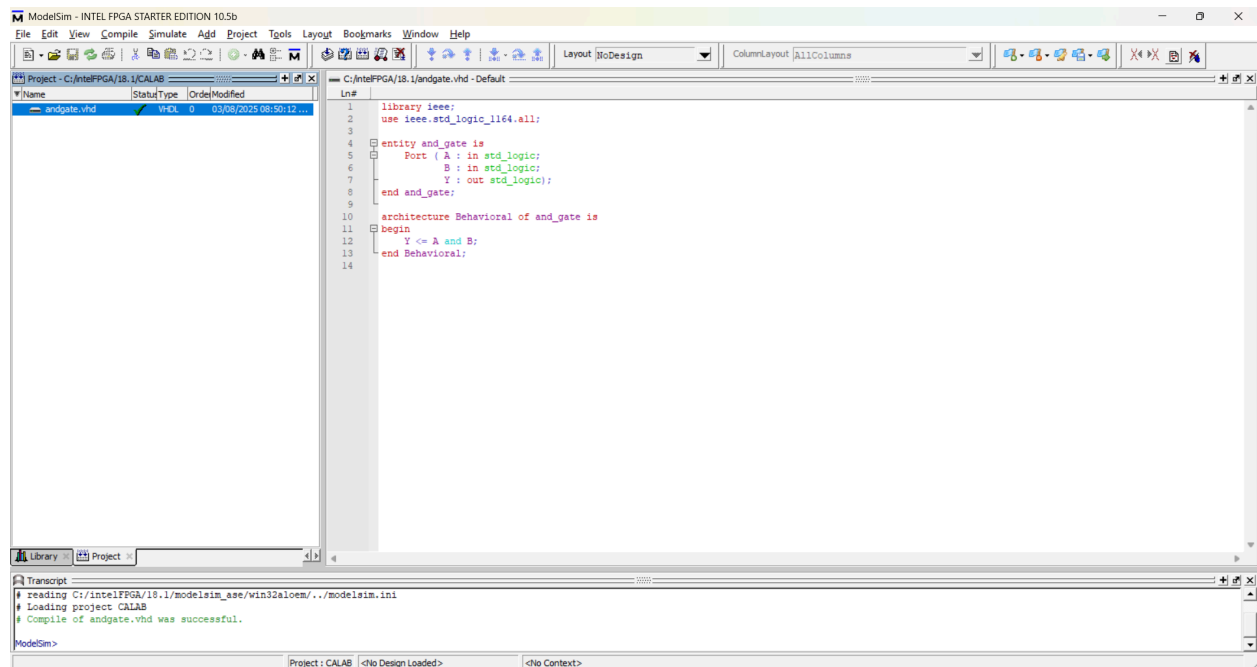 ModelSim - INTEL FPGA STARTER EDITION 10.5b
File Edit View Compile Simulate Add Project Tools Layout Bookmarks Window Help
Layout NoDesign
ColumnLayout AllColumns
Project - C:/intelFPGA/18.1/CALAB
Name Status Type Order Modified
andgate.vhd VHDL 0 03/08/2025 08:50:12 ...
C:/intelFPGA/18.1/andgate.vhd - Default
Ln#
1 library ieee;
2 use ieee.std_logic_1164.all;
3
4 entity and_gate is
5 Port ( A : in std_logic;
6 B : in std_logic;
7 Y : out std_logic);
8 end and_gate;
9
10 architecture Behavioral of and_gate is
11 begin
12 Y <= A and B;
13 end Behavioral;
14
Library Project
Transcript
# reading C:/intelFPGA/18.1/modelsim_ase/win32aloem/../modelsim.ini
# Loading project CALAB
# Compile of andgate.vhd was successful.
ModelSim>
Project : CALAB <No Design Loaded> <No Context>